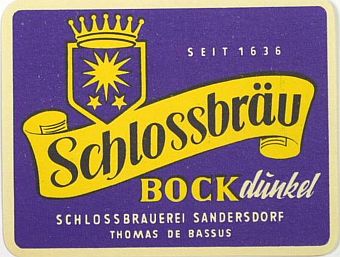 SEIT 1636
Schlossbräu
BOCK dunkel
SCHLOSSBRAUEREI SANDERSDORF
THOMAS DE BASSUS